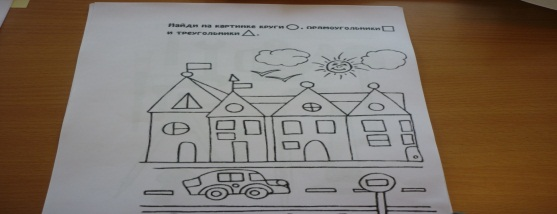 Найди на картинке круги , прямоугольники
и треугольники .